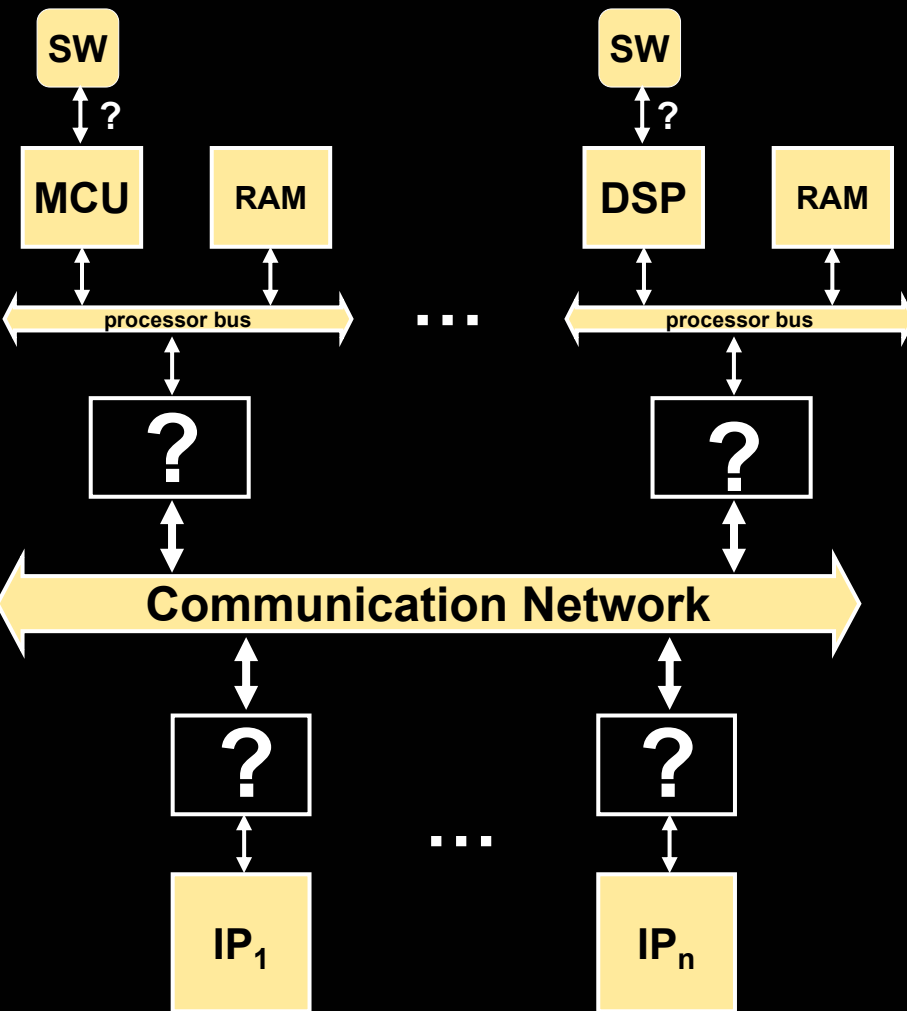 SW SW
? ?
MCU RAM DSP RAM
processor bus ... processor bus
? ?
Communication Network
? ?
...
IP₁ IPₙ